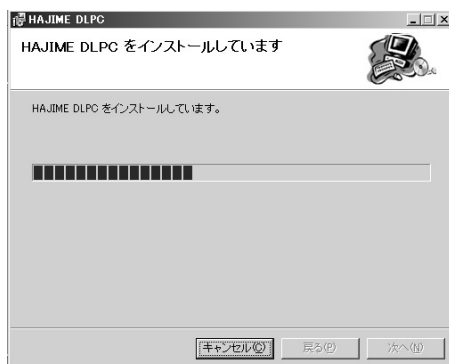 HAJIME DLPC
HAJIME DLPC をインストールしています
HAJIME DLPC をインストールしています。
キャンセル(C)
戻る(P)
次へ(N)